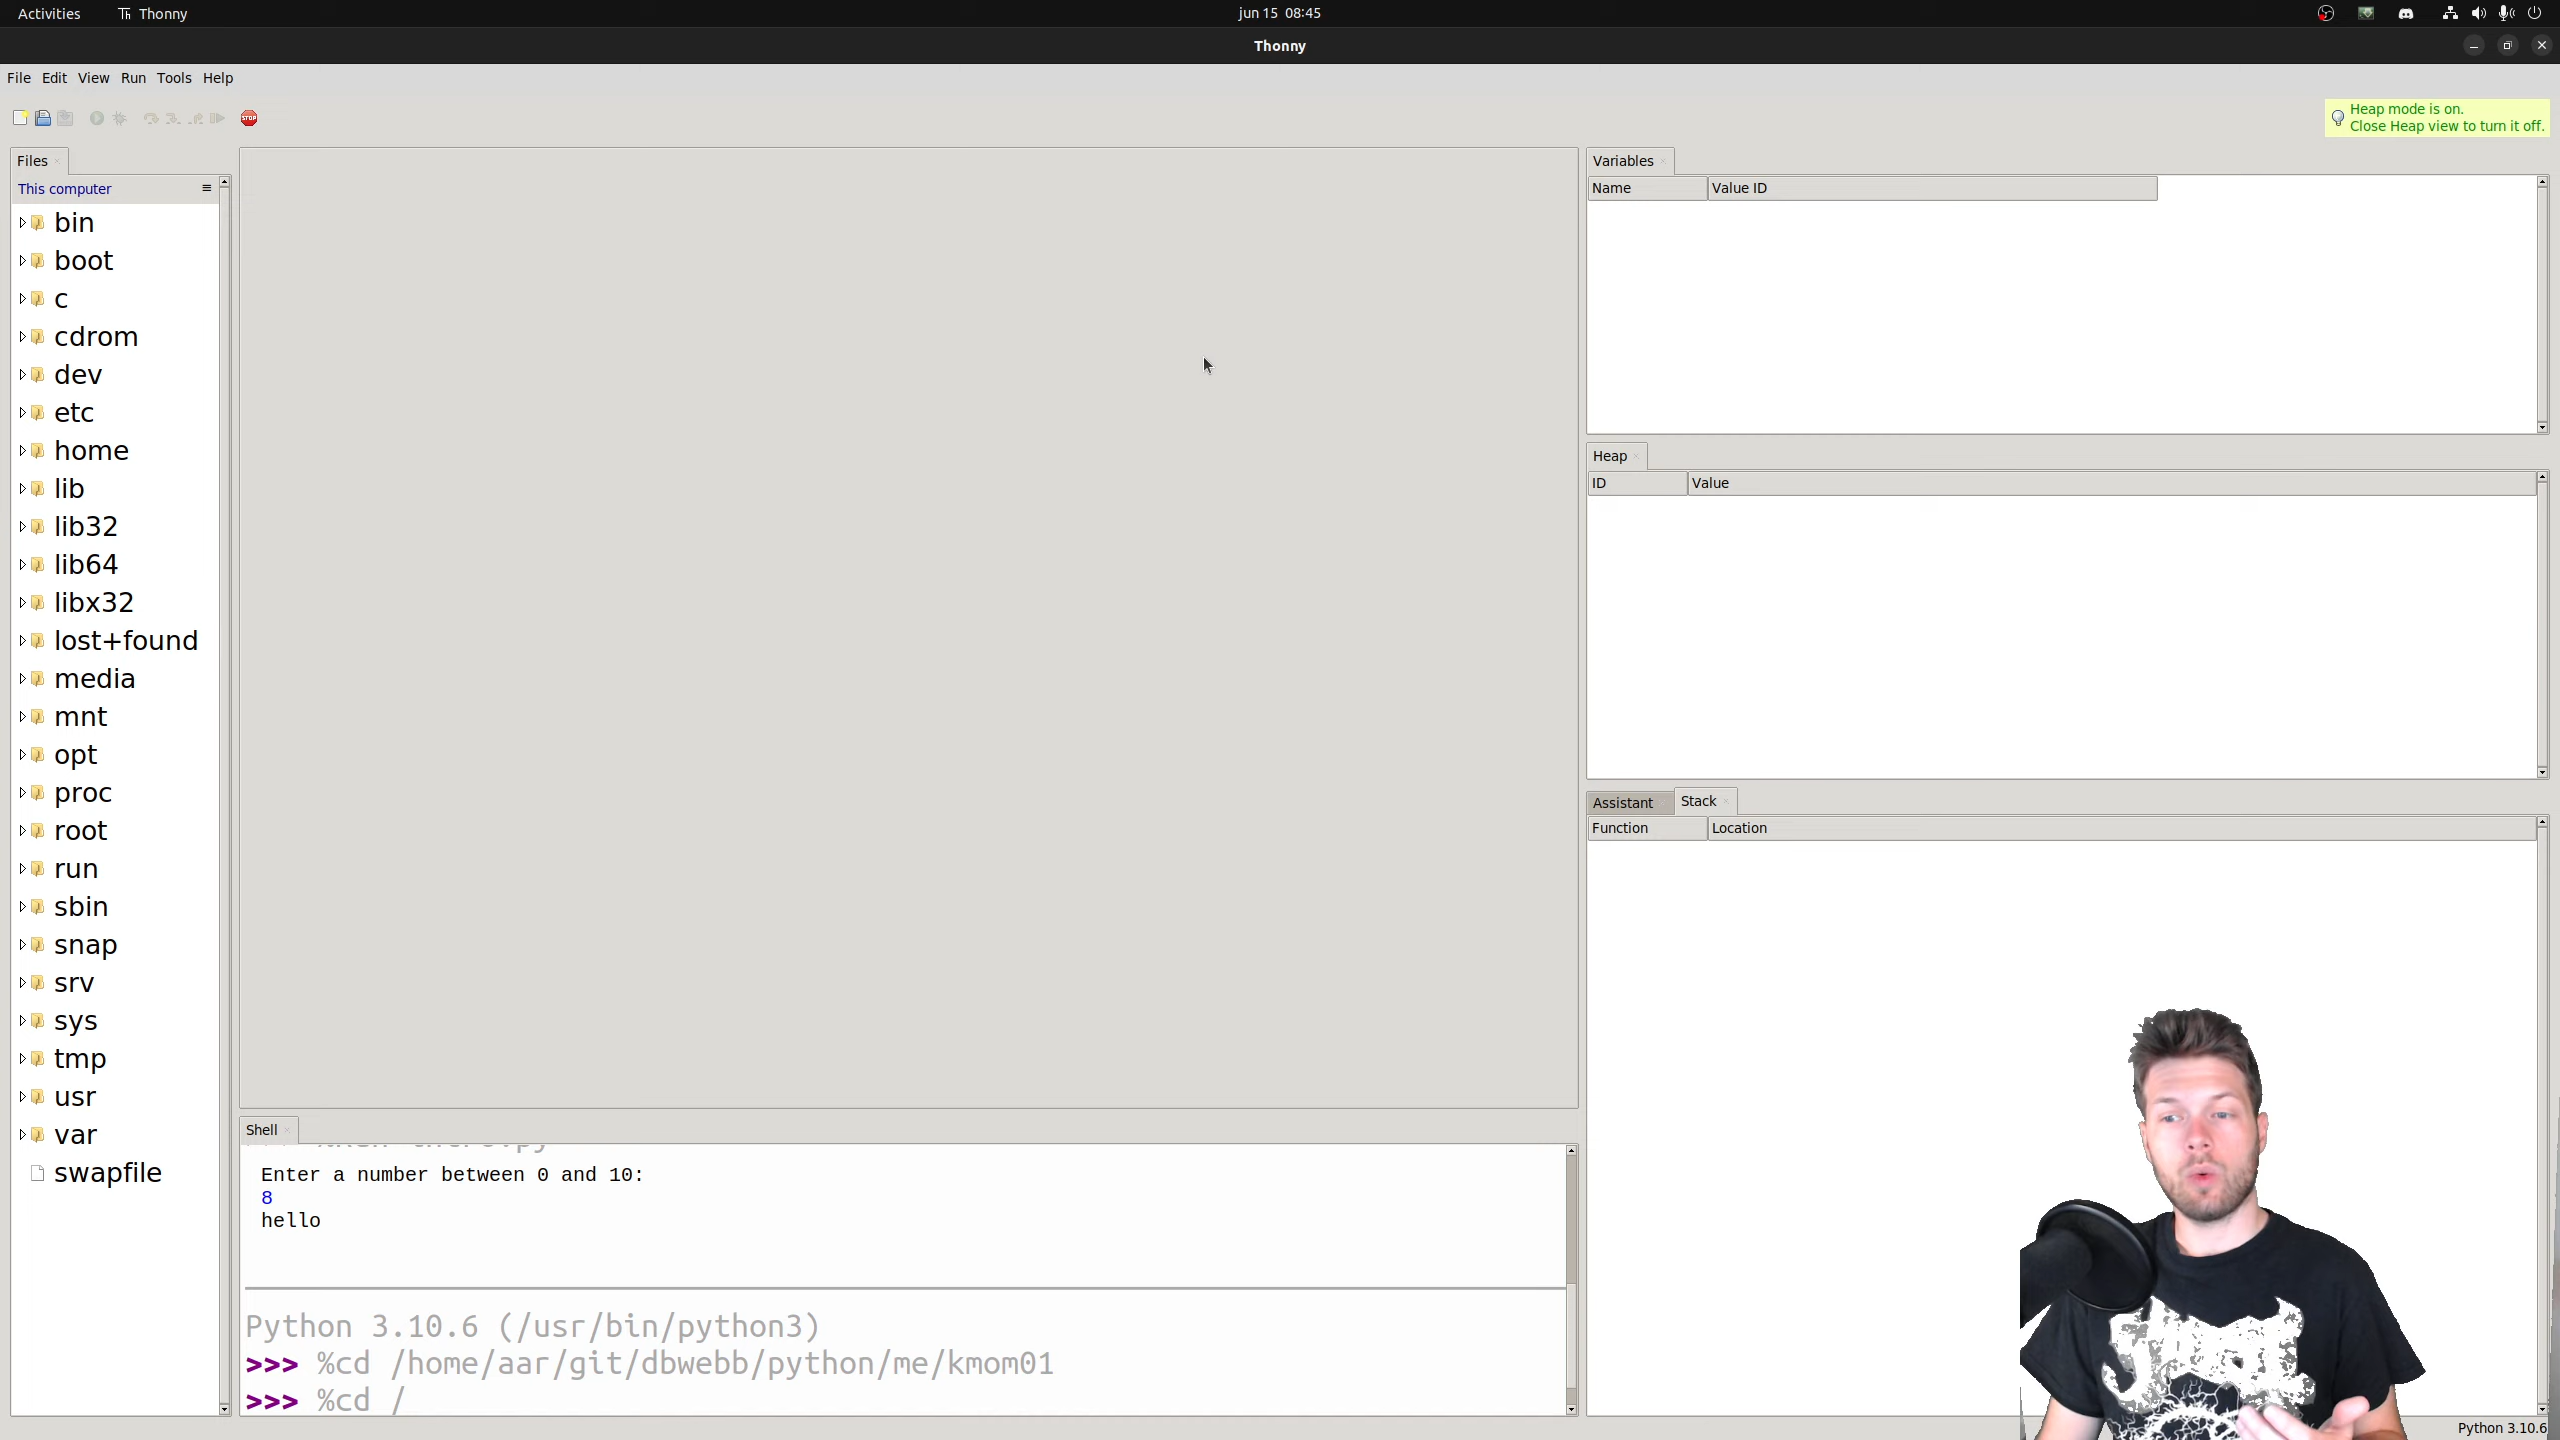 Activities Thonny jun 15 08:45
Thonny
File Edit View Run Tools Help
STOP
Heap mode is on.
Close Heap view to turn it off.
Files
This computer
bin
boot
c
cdrom
dev
etc
home
lib
lib32
lib64
libx32
lost+found
media
mnt
opt
proc
root
run
sbin
snap
srv
sys
tmp
usr
var
swapfile
Shell
Enter a number between 0 and 10:
8
hello
Python 3.10.6 (/usr/bin/python3)
>>> %cd /home/aar/git/dbwebb/python/me/kmom01
>>> %cd /
Variables
Name Value ID
Heap
ID Value
Assistant Stack
Function Location
Python 3.10.6